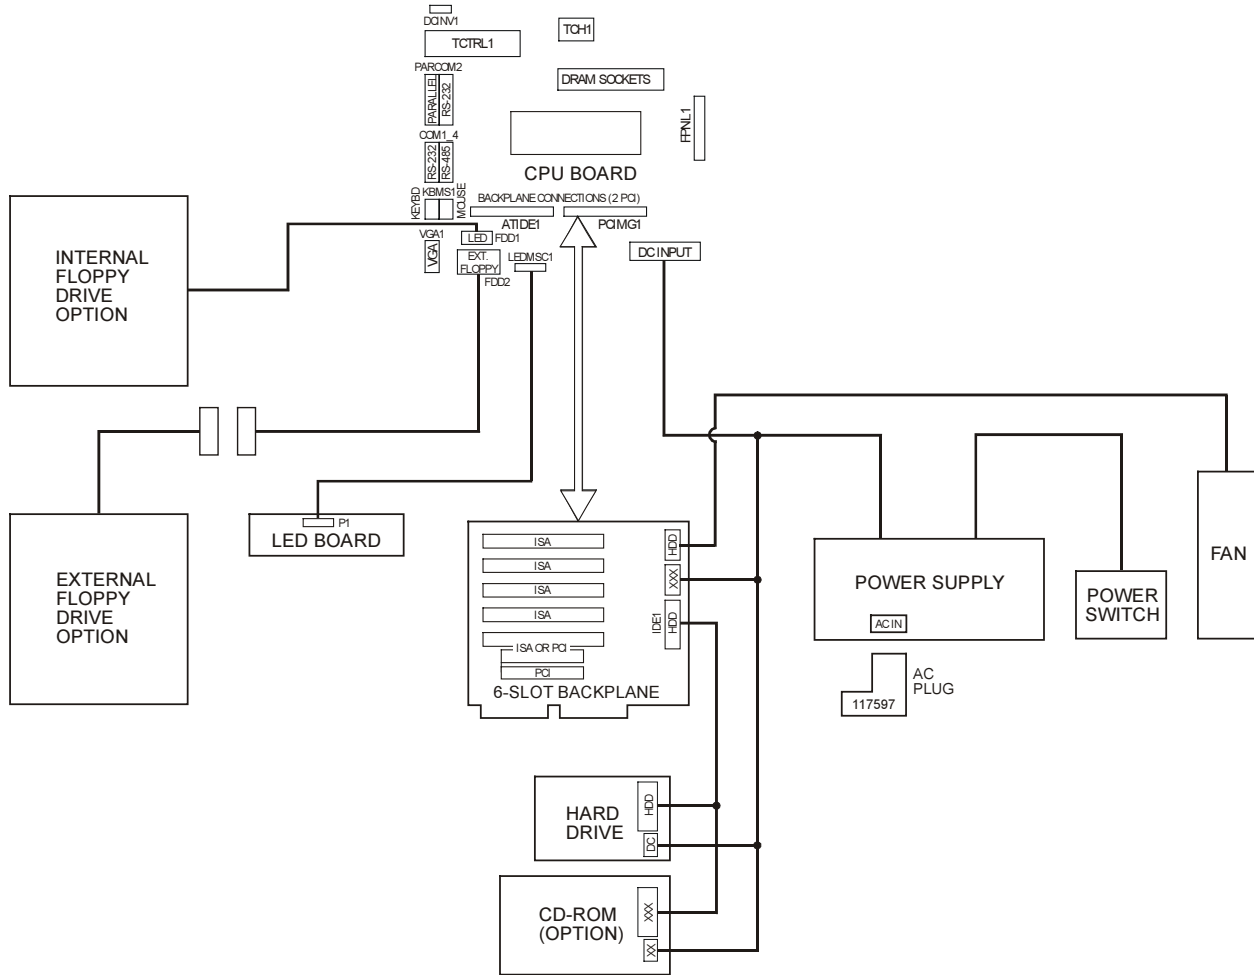 DCINV1
TCTRL1
TCH1
PARCOM2
PARALLEL
RS-232
DRAM SOCKETS
FPNL1
COM1_4
RS-232
RS-485
CPU BOARD
KEYBD
KBMS1
MOUSE
BACKPLANE CONNECTIONS (2 PCI)
ATIDE1
PCIMG1
VGA1
VGA
LED
FDD1
EXT.
FLOPPY
FDD2
LEDMSC1
DC INPUT
INTERNAL
FLOPPY
DRIVE
OPTION
EXTERNAL
FLOPPY
DRIVE
OPTION
P1
LED BOARD
ISA
ISA
ISA
ISA
ISA OR PCI
PCI
6-SLOT BACKPLANE
HDD
XXX
IDE1
HDD
POWER SUPPLY
AC IN
POWER
SWITCH
FAN
AC
PLUG
117597
HARD
DRIVE
HDD
DC
CD-ROM
(OPTION)
XXX
XX